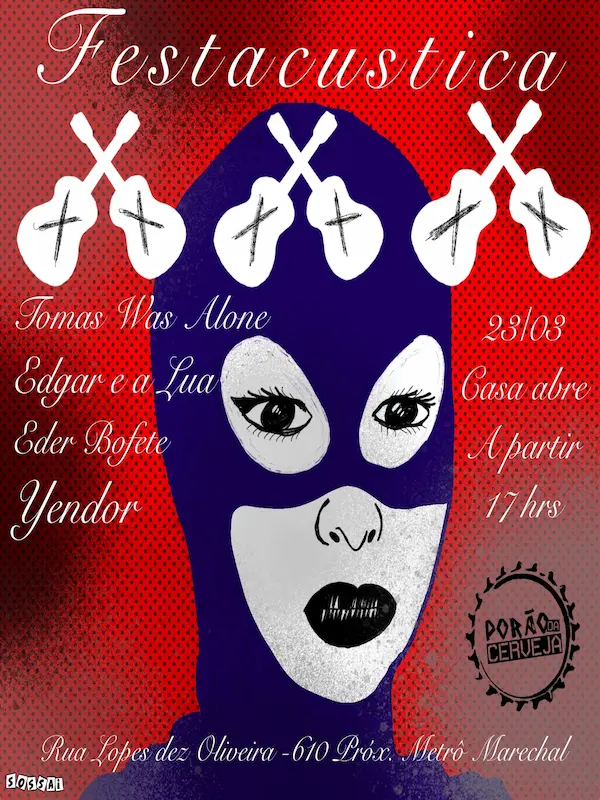 Festacustica
Tomas Was Alone
Edgar e a Lua
Eder Bofete
Yendor
23/03
Casa abre
A partir
17 hrs
PORÃO DA
CERVEJA
Rua Lopes dez Oliveira -610 Próx. Metrô Marechal
SOSSAI